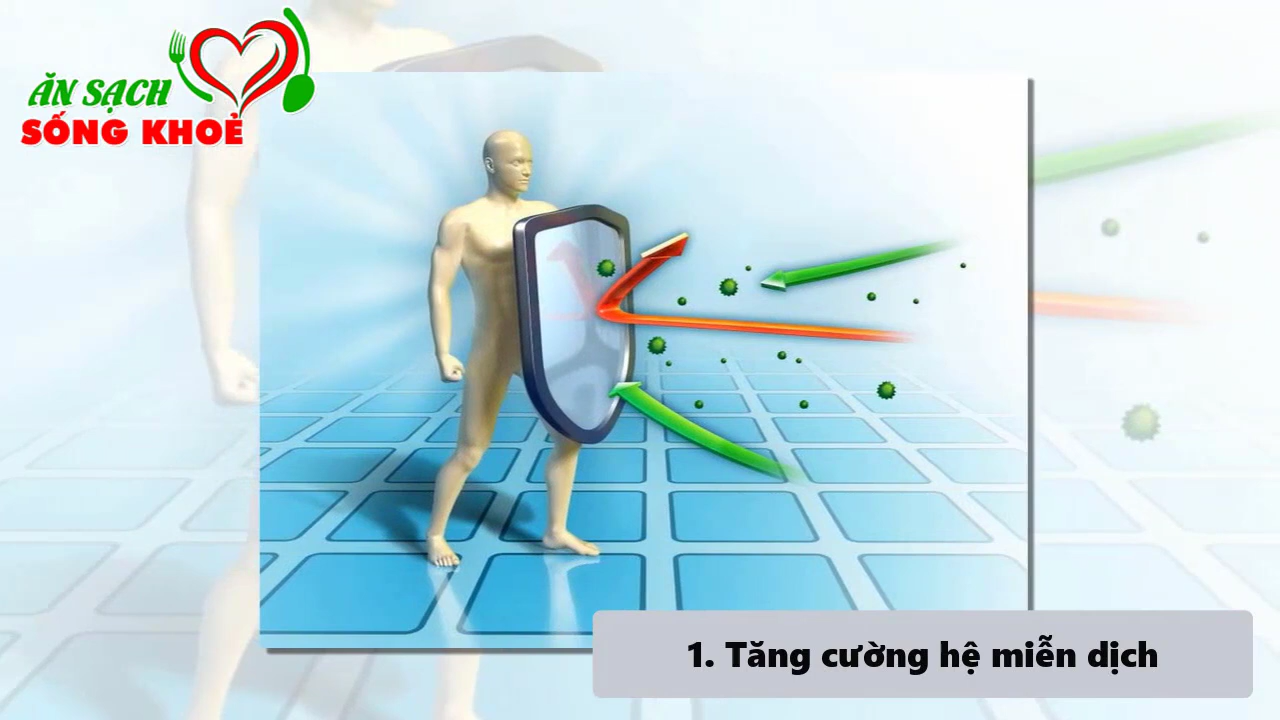 ĂN SẠCH
SỐNG KHOẺ
1. Tăng cường hệ miễn dịch